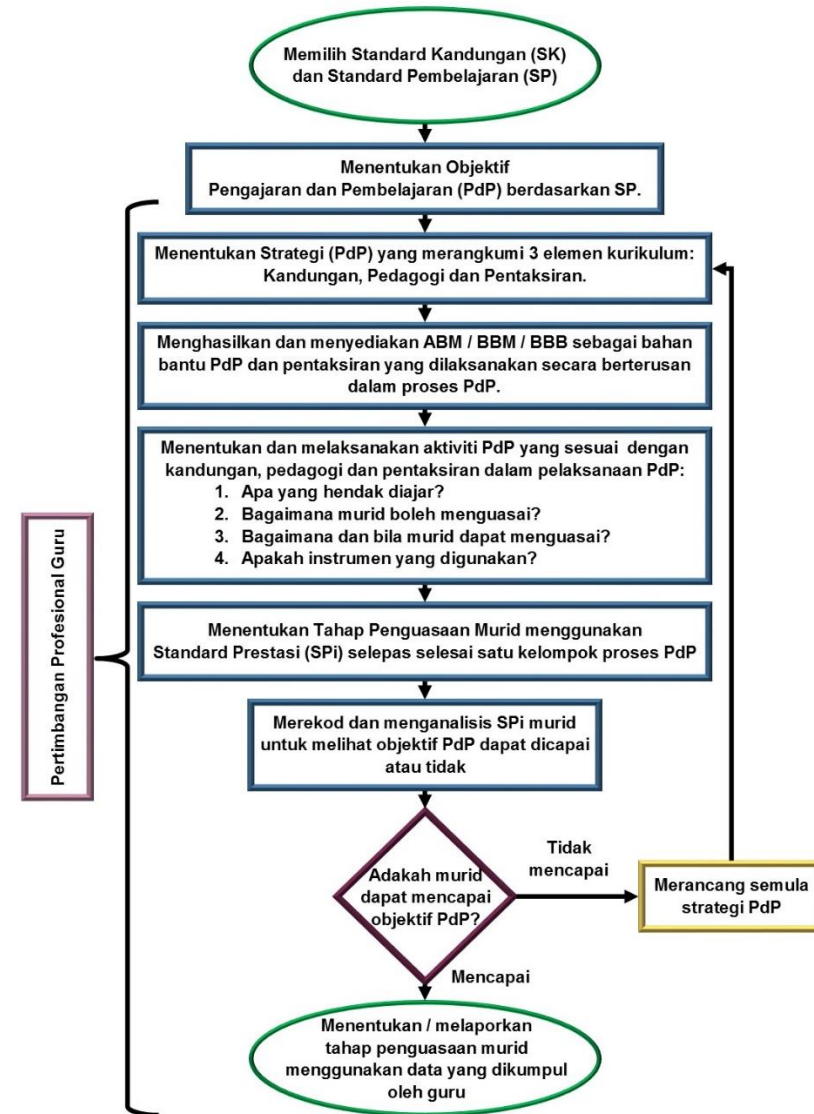 Memilih Standard Kandungan (SK)
dan Standard Pembelajaran (SP)
Menentukan Objektif
Pengajaran dan Pembelajaran (PdP) berdasarkan SP.
Menentukan Strategi (PdP) yang merangkumi 3 elemen kurikulum:
Kandungan, Pedagogi dan Pentaksiran.
Menghasilkan dan menyediakan ABM / BBM / BBB sebagai bahan
bantu PdP dan pentaksiran yang dilaksanakan secara berterusan
dalam proses PdP.
Menentukan dan melaksanakan aktiviti PdP yang sesuai dengan
kandungan, pedagogi dan pentaksiran dalam pelaksanaan PdP:
1. Apa yang hendak diajar?
2. Bagaimana murid boleh menguasai?
3. Bagaimana dan bila murid dapat menguasai?
4. Apakah instrumen yang digunakan?
Pertimbangan Profesional Guru
Menentukan Tahap Penguasaan Murid menggunakan
Standard Prestasi (SPi) selepas selesai satu kelompok proses PdP
Merekod dan menganalisis SPi murid
untuk melihat objektif PdP dapat dicapai
atau tidak
Adakah murid
dapat mencapai
objektif PdP?
Tidak
mencapai
Merancang semula
strategi PdP
Mencapai
Menentukan / melaporkan
tahap penguasaan murid
menggunakan data yang dikumpul
oleh guru